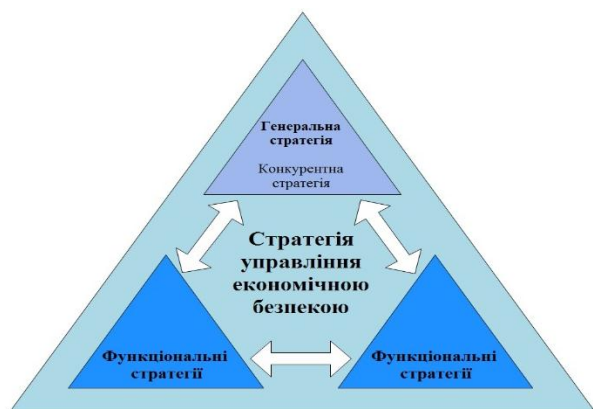 Генеральна
стратегія
Конкурентна
стратегія
Стратегія
управління
економічною
безпекою
Функціональні
стратегії
Функціональні
стратегії